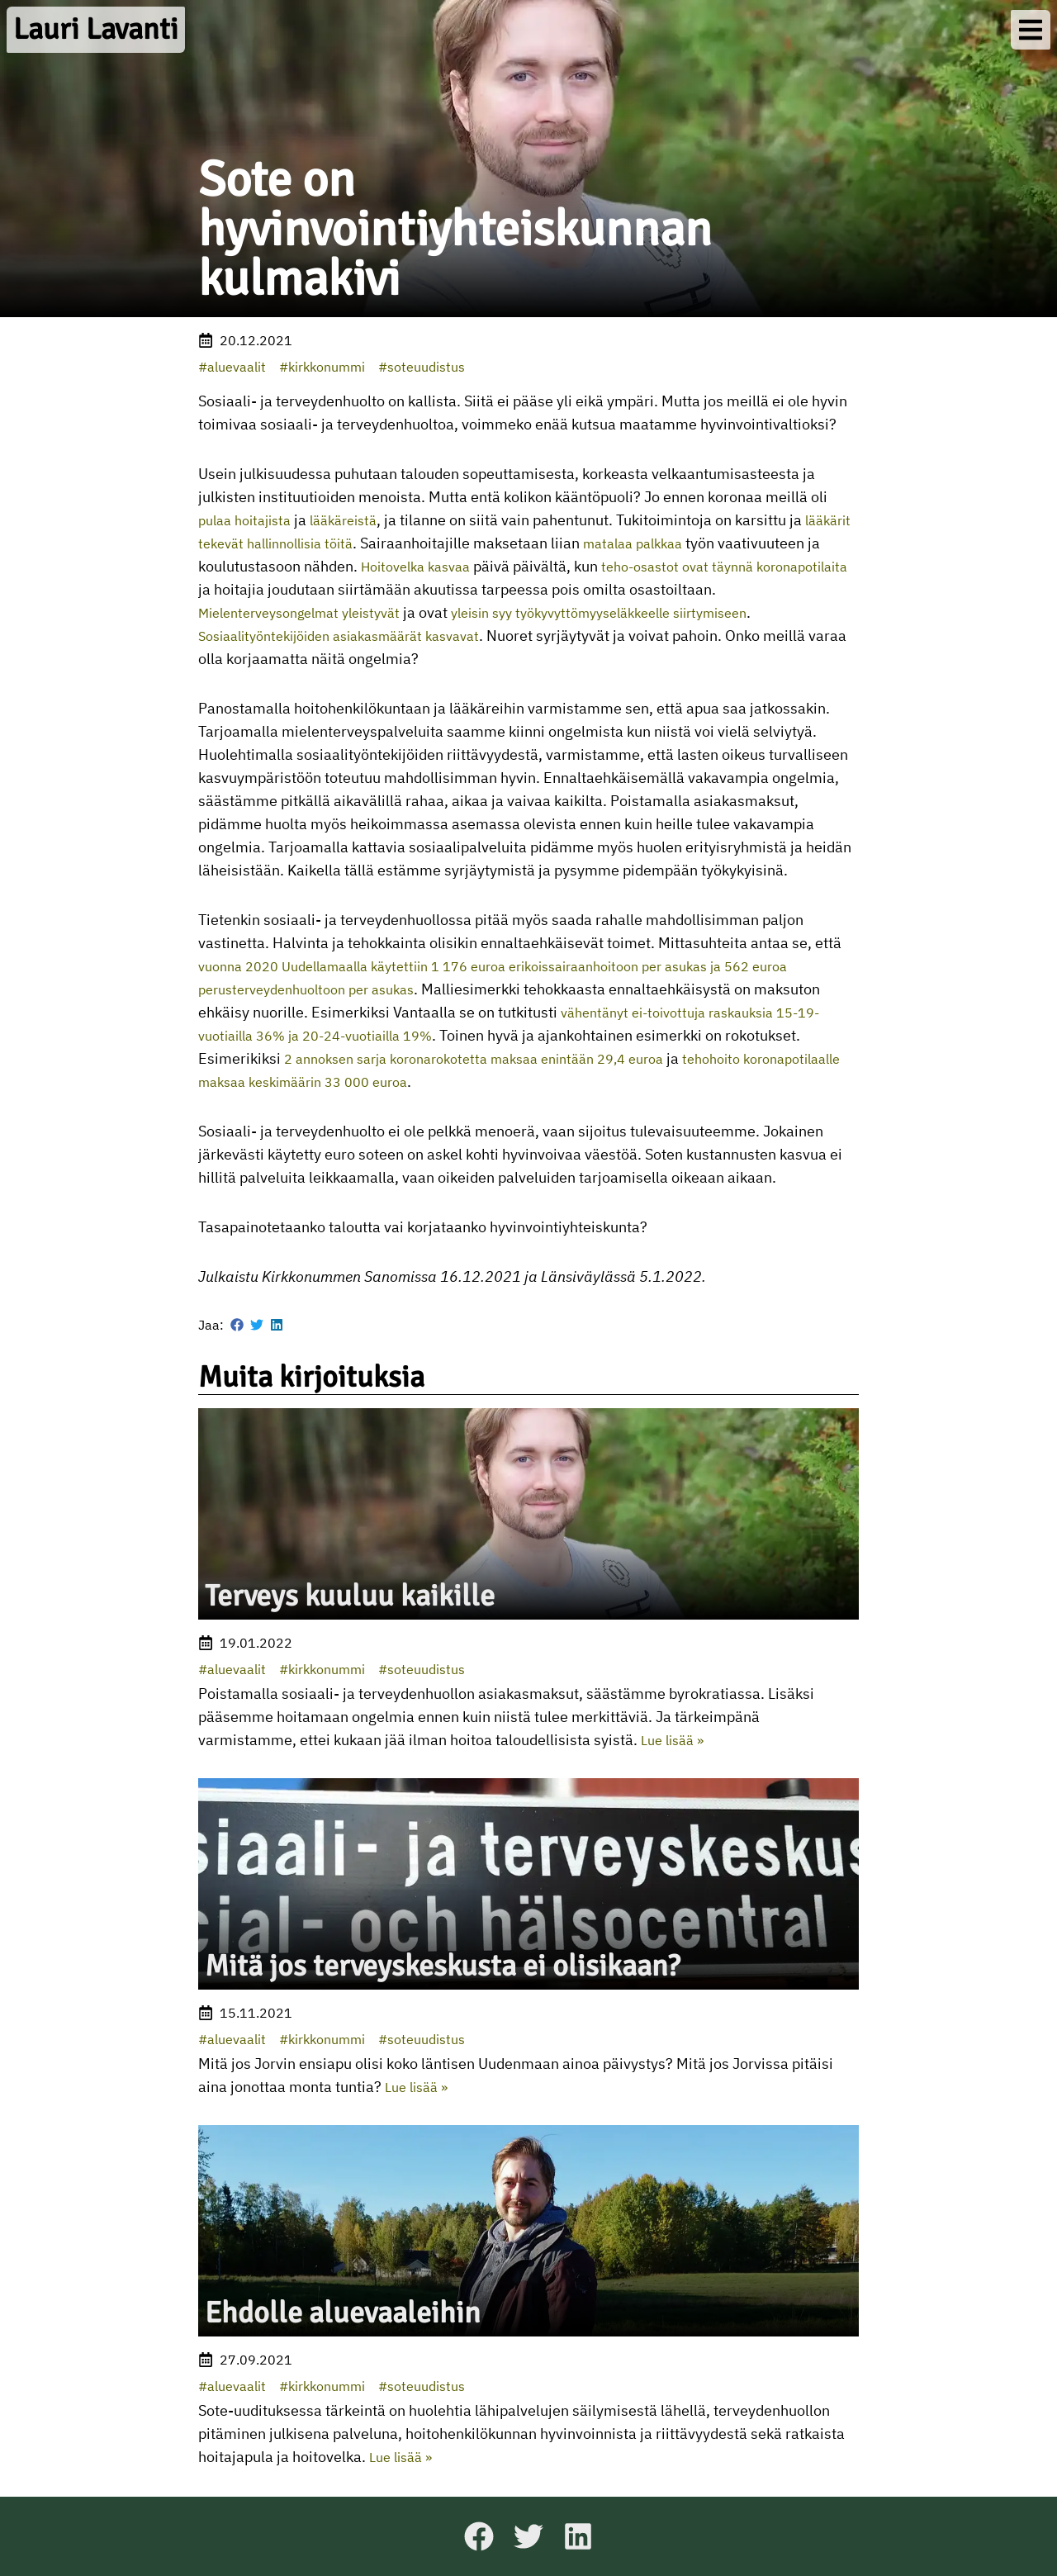 Lauri Lavanti
Sote on
hyvinvointiyhteiskunnan
kulmakivi
20.12.2021
#aluevaalit #kirkkonummi #soteuudistus
Sosiaali- ja terveydenhuolto on kallista. Siitä ei pääse yli eikä ympäri. Mutta jos meillä ei ole hyvin
toimivaa sosiaali- ja terveydenhuoltoa, voimmeko enää kutsua maatamme hyvinvointivaltioksi?
Usein julkisuudessa puhutaan talouden sopeuttamisesta, korkeasta velkaantumisasteesta ja
julkisten instituutioiden menoista. Mutta entä kolikon kääntöpuoli? Jo ennen koronaa meillä oli
pulaa hoitajista ja lääkäreistä, ja tilanne on siitä vain pahentunut. Tukitoimintoja on karsittu ja lääkärit
tekevät hallinnollisia töitä. Sairaanhoitajille maksetaan liian matalaa palkkaa työn vaativuuteen ja
koulutustasoon nähden. Hoitovelka kasvaa päivä päivältä, kun teho-osastot ovat täynnä koronapotilaita
ja hoitajia joudutaan siirtämään akuutissa tarpeessa pois omilta osastoiltaan.
Mielenterveysongelmat yleistyvät ja ovat yleisin syy työkyvyttömyyseläkkeelle siirtymiseen.
Sosiaalityöntekijöiden asiakasmäärät kasvavat. Nuoret syrjäytyvät ja voivat pahoin. Onko meillä varaa
olla korjaamatta näitä ongelmia?
Panostamalla hoitohenkilökuntaan ja lääkäreihin varmistamme sen, että apua saa jatkossakin.
Tarjoamalla mielenterveyspalveluita saamme kiinni ongelmista kun niistä voi vielä selviytyä.
Huolehtimalla sosiaalityöntekijöiden riittävyydestä, varmistamme, että lasten oikeus turvalliseen
kasvuympäristöön toteutuu mahdollisimman hyvin. Ennaltaehkäisemällä vakavampia ongelmia,
säästämme pitkällä aikavälillä rahaa, aikaa ja vaivaa kaikilta. Poistamalla asiakasmaksut,
pidämme huolta myös heikoimmassa asemassa olevista ennen kuin heille tulee vakavampia
ongelmia. Tarjoamalla kattavia sosiaalipalveluita pidämme myös huolen erityisryhmistä ja heidän
läheisistään. Kaikella tällä estämme syrjäytymistä ja pysymme pidempään työkykyisinä.
Tietenkin sosiaali- ja terveydenhuollossa pitää myös saada rahalle mahdollisimman paljon
vastinetta. Halvinta ja tehokkainta olisikin ennaltaehkäisevät toimet. Mittasuhteita antaa se, että
vuonna 2020 Uudellamaalla käytettiin 1 176 euroa erikoissairaanhoitoon per asukas ja 562 euroa
perusterveydenhuoltoon per asukas. Malliesimerkki tehokkaasta ennaltaehkäisystä on maksuton
ehkäisy nuorille. Esimerkiksi Vantaalla se on tutkitusti vähentänyt ei-toivottuja raskauksia 15-19-
vuotiailla 36% ja 20-24-vuotiailla 19%. Toinen hyvä ja ajankohtainen esimerkki on rokotukset.
Esimerikiksi 2 annoksen sarja koronarokotetta maksaa enintään 29,4 euroa ja tehohoito koronapotilaalle
maksaa keskimäärin 33 000 euroa.
Sosiaali- ja terveydenhuolto ei ole pelkkä menoerä, vaan sijoitus tulevaisuuteemme. Jokainen
järkevästi käytetty euro soteen on askel kohti hyvinvoivaa väestöä. Soten kustannusten kasvua ei
hillitä palveluita leikkaamalla, vaan oikeiden palveluiden tarjoamisella oikeaan aikaan.
Tasapainotetaanko taloutta vai korjataanko hyvinvointiyhteiskunta?
Julkaistu Kirkkonummen Sanomissa 16.12.2021 ja Länsiväylässä 5.1.2022.
Jaa:
Muita kirjoituksia
Terveys kuuluu kaikille
19.01.2022
#aluevaalit #kirkkonummi #soteuudistus
Poistamalla sosiaali- ja terveydenhuollon asiakasmaksut, säästämme byrokratiassa. Lisäksi
pääsemme hoitamaan ongelmia ennen kuin niistä tulee merkittäviä. Ja tärkeimpänä
varmistamme, ettei kukaan jää ilman hoitoa taloudellisista syistä. Lue lisää »
siaali- ja terveyskeskus
cial- och hälsocentral
Mitä jos terveyskeskusta ei olisikaan?
15.11.2021
#aluevaalit #kirkkonummi #soteuudistus
Mitä jos Jorvin ensiapu olisi koko läntisen Uudenmaan ainoa päivystys? Mitä jos Jorvissa pitäisi
aina jonottaa monta tuntia? Lue lisää »
Ehdolle aluevaaleihin
27.09.2021
#aluevaalit #kirkkonummi #soteuudistus
Sote-uudituksessa tärkeintä on huolehtia lähipalvelujen säilymisestä lähellä, terveydenhuollon
pitäminen julkisena palveluna, hoitohenkilökunnan hyvinvoinnista ja riittävyydestä sekä ratkaista
hoitajapula ja hoitovelka. Lue lisää »